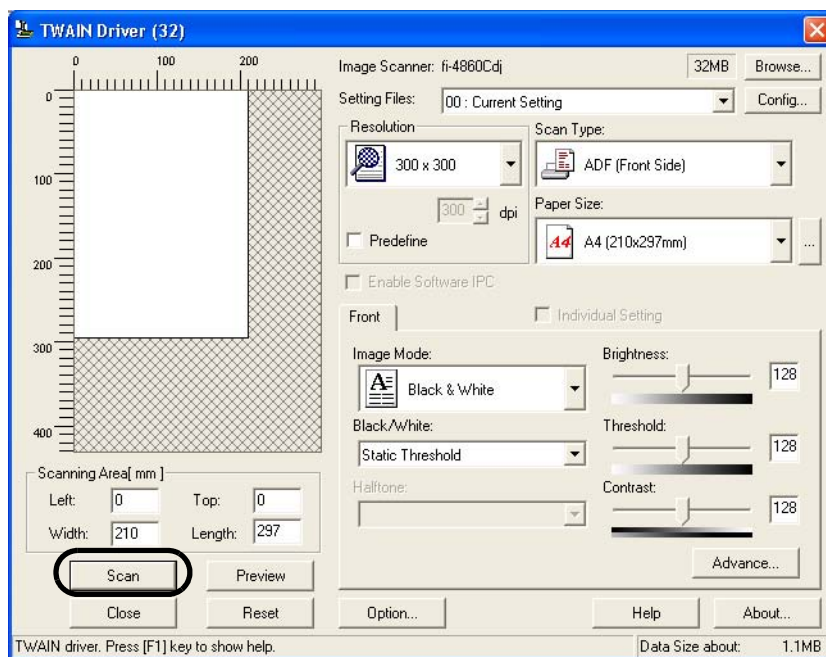 TWAIN Driver (32)
0 100 200
0
100
200
300
400
Scanning Area[ mm ]
Left: 0 Top: 0
Width: 210 Length: 297
Scan Preview
Close Reset
Image Scanner: fi-4860Cdj 32MB Browse...
Setting Files: 00 : Current Setting Config...
Resolution
300 x 300
300 dpi
Predefine
Scan Type:
ADF (Front Side)
Paper Size:
A4 A4 (210x297mm) ...
Enable Software IPC
Front Individual Setting
Image Mode:
A Black & White
Black/White:
Static Threshold
Halftone:
Brightness:
128
Threshold:
128
Contrast:
128
Advance...
Option... Help About...
TWAIN driver. Press [F1] key to show help. Data Size about: 1.1MB